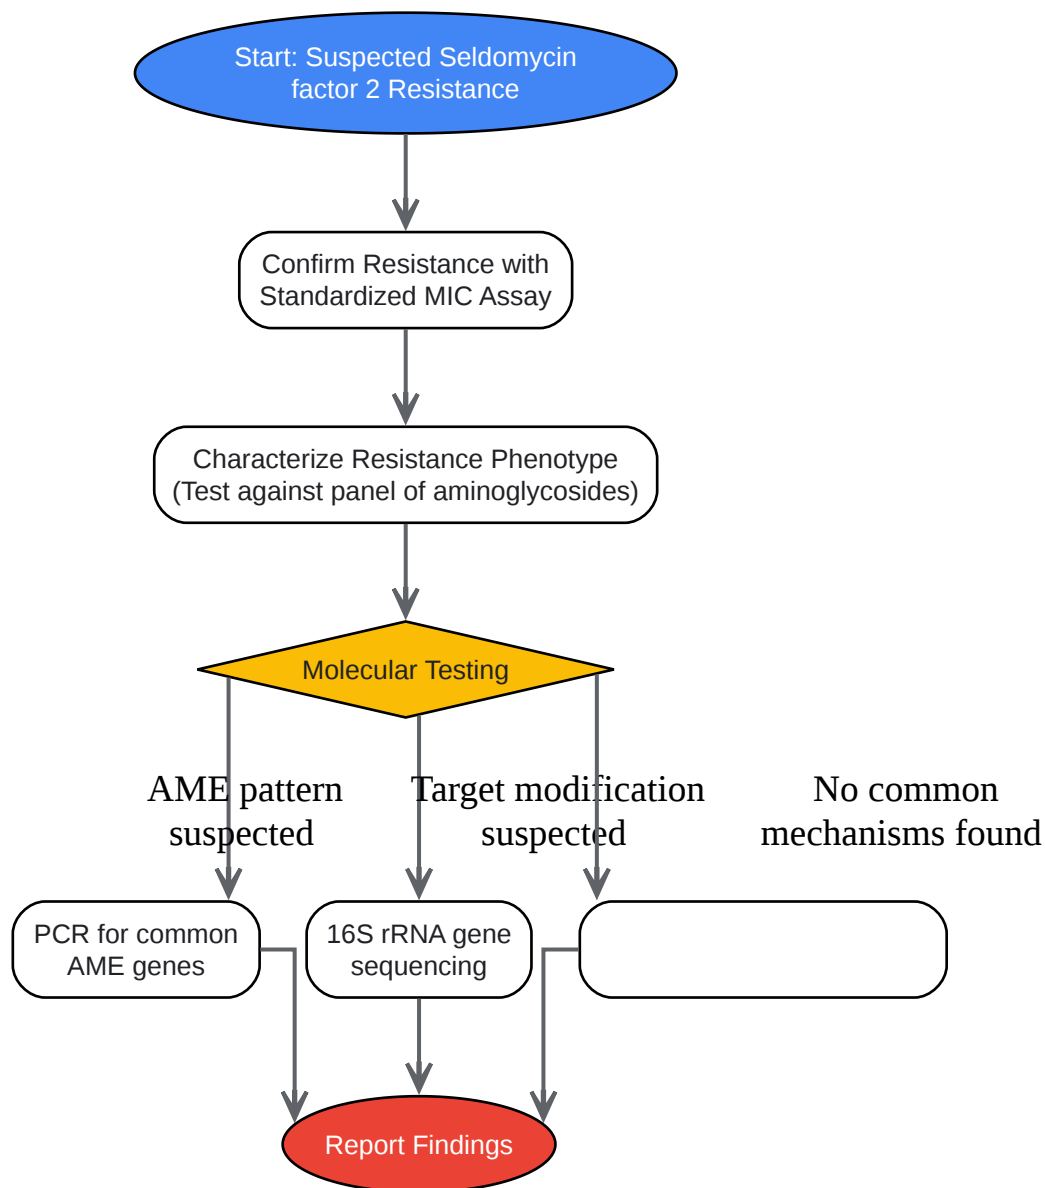 Start: Suspected Seldomycin
factor 2 Resistance
Confirm Resistance with
Standardized MIC Assay
Characterize Resistance Phenotype
(Test against panel of aminoglycosides)
Molecular Testing
AME pattern
suspected
Target modification
suspected
No common
mechanisms found
PCR for common
AME genes
16S rRNA gene
sequencing
Report Findings